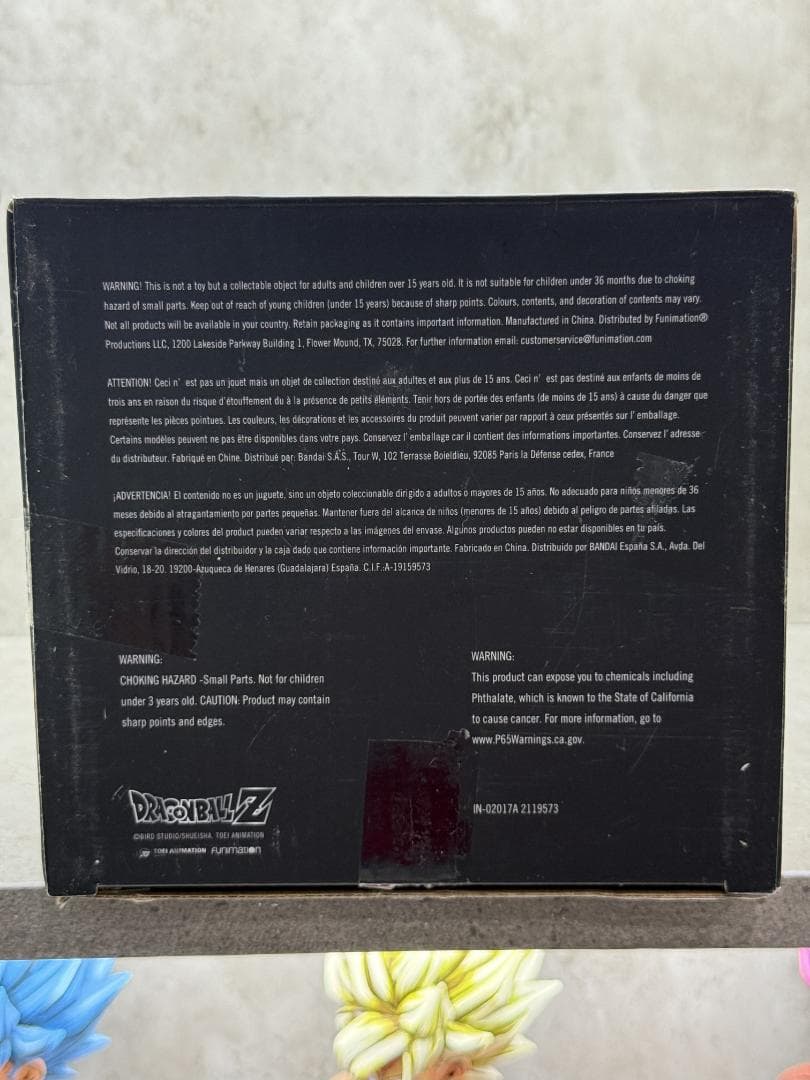 WARNING! This is not a toy but a collectable object for adults and children over 15 years old. It is not suitable for children under 36 months due to choking
hazard of small parts. Keep out of reach of young children (under 15 years) because of sharp points. Colours, contents, and decoration of contents may vary.
Not all products will be available in your country. Retain packaging as it contains important information. Manufactured in China. Distributed by Funimation®
Productions LLC, 1200 Lakeside Parkway Building 1, Flower Mound, TX, 75028. For further information email: customerservice@funimation.com
ATTENTION! Ceci n' est pas un jouet mais un objet de collection destiné aux adultes et aux plus de 15 ans. Ceci n' est pas destiné aux enfants de moins de
trois ans en raison du risque d'étouffement du à la présence de petits éléments. Tenir hors de portée des enfants (de moins de 15 ans) à cause du danger que
représente les pièces pointues. Les couleurs, les décorations et les accessoires du produit peuvent varier par rapport à ceux présentés sur l' emballage.
Certains modèles peuvent ne pas être disponibles dans votre pays. Conservez l' emballage car il contient des informations importantes. Conservez l' adresse
du distributeur. Fabriqué en Chine. Distribué par: Bandai S.A.S., Tour W, 102 Terrasse Boieldieu, 92085 Paris la Défense cedex, France
¡ADVERTENCIA! El contenido no es un juguete, sino un objeto coleccionable dirigido a adultos o mayores de 15 años. No adecuado para niños menores de 36
meses debido al atragantamiento por partes pequeñas. Mantener fuera del alcance de niños (menores de 15 años) debido al peligro de partes afiladas. Las
especificaciones y colores del product pueden variar respecto a las imágenes del envase. Algunos productos pueden no estar disponibles en tu país.
Conservar la dirección del distribuidor y la caja dado que contiene información importante. Fabricado en China. Distribuido por BANDAI España S.A., Avda. Del
Vidrio, 18-20. 19200-Azuqueca de Henares (Guadalajara) España. C.I.F.:A-19159573
WARNING:
CHOKING HAZARD -Small Parts. Not for children
under 3 years old. CAUTION: Product may contain
sharp points and edges.
WARNING:
This product can expose you to chemicals including
Phthalate, which is known to the State of California
to cause cancer. For more information, go to
www.P65Warnings.ca.gov.
DRAGONBALL Z
©BIRD STUDIO/SHUEISHA, TOEI ANIMATION
TOEI ANIMATION FUNIMATION
IN-02017A 2119573